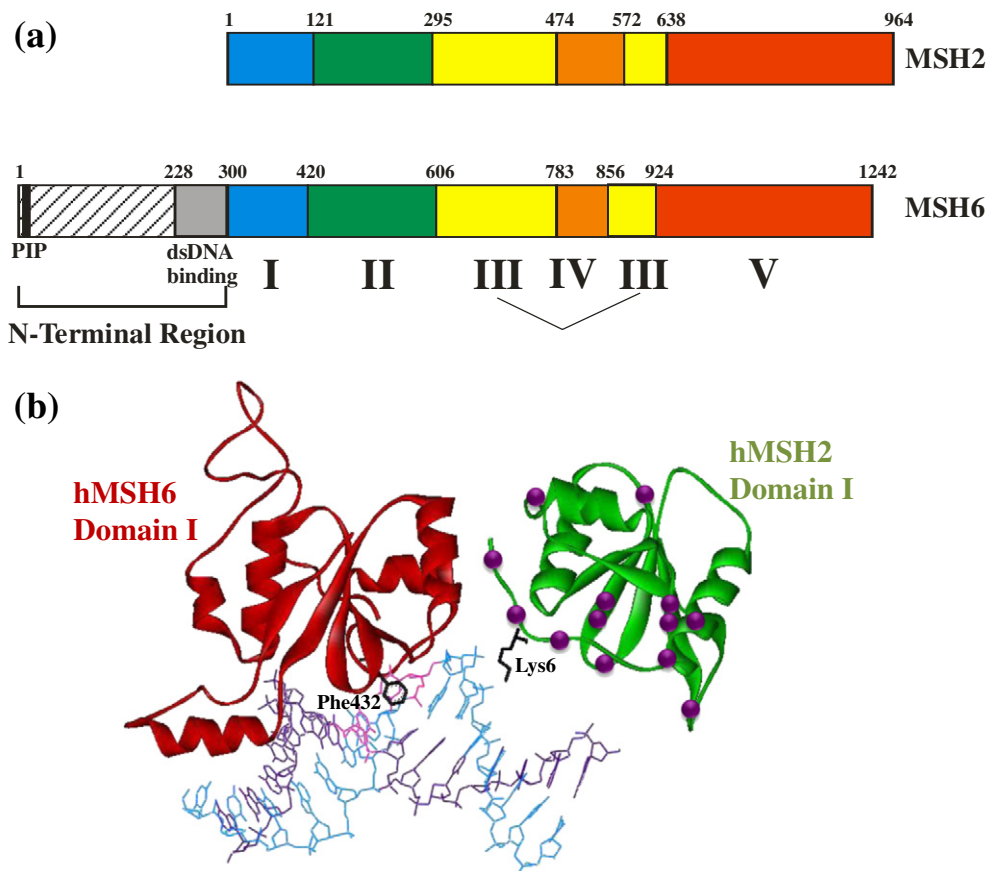 (a)
1 121 295 474 572 638 964
MSH2
1 228 300 420 606 783 856 924 1242
MSH6
PIP
dsDNA
binding
I II III IV III V
N-Terminal Region
(b)
hMSH6
Domain I
hMSH2
Domain I
Lys6
Phe432